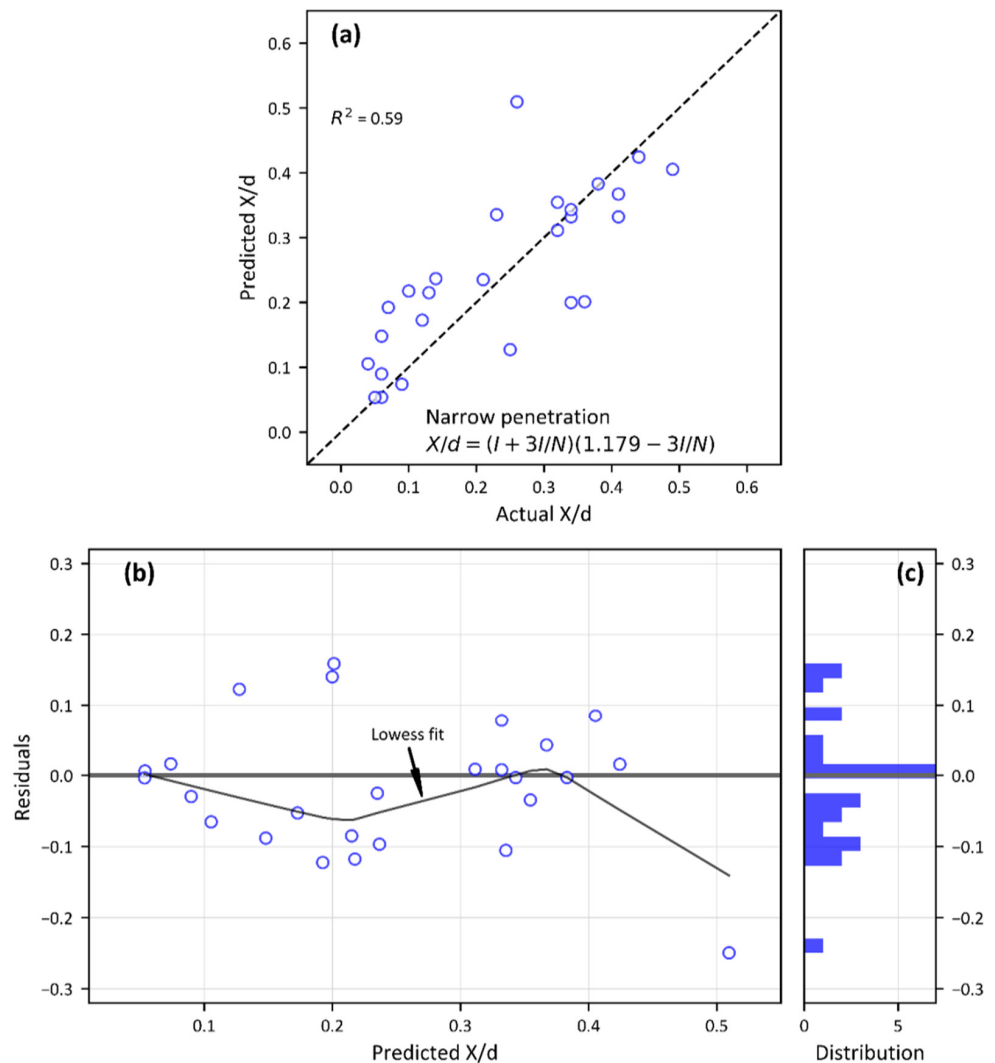 (a)
R² = 0.59
0.6
0.5
0.4
0.3
0.2
0.1
0.0
Predicted X/d
Narrow penetration
X/d = (I + 3I/N)(1.179 − 3I/N)
0.0 0.1 0.2 0.3 0.4 0.5 0.6
Actual X/d
(b)
0.3
0.2
0.1
0.0
−0.1
−0.2
−0.3
Residuals
Lowess fit
0.1 0.2 0.3 0.4 0.5
Predicted X/d
(c)
0.3
0.2
0.1
0.0
−0.1
−0.2
−0.3
0 5
Distribution